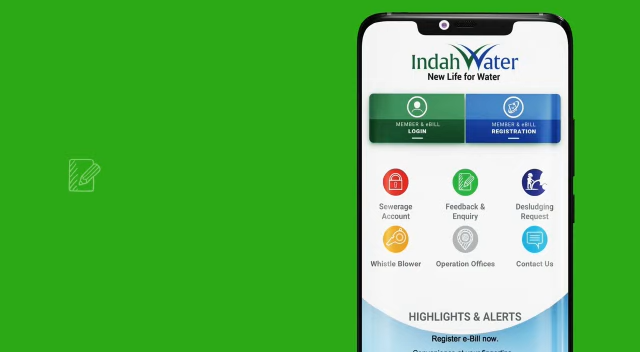 IndahWater
New Life for Water
MEMBER & eBILL
LOGIN
MEMBER & eBILL
REGISTRATION
Sewerage
Account
Feedback &
Enquiry
Desludging
Request
Whistle Blower
Operation Offices
Contact Us
HIGHLIGHTS & ALERTS
Register e-Bill now.